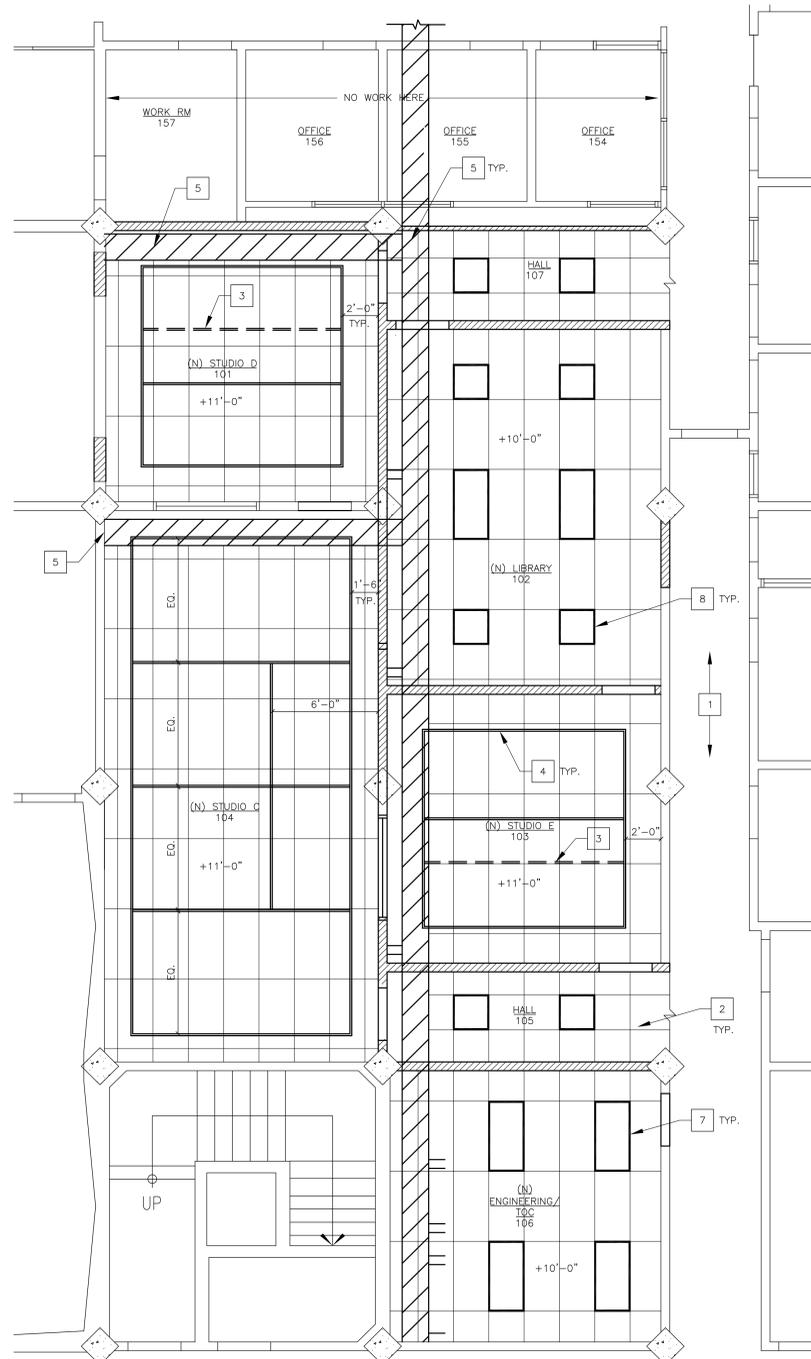 NO WORK HERE
WORK RM
157
OFFICE
156
OFFICE
155
OFFICE
154
5 TYP.
5
HALL
107
3
2'-0"
TYP.
(N) STUDIO D
101
+11'-0"
+10'-0"
5
(N) LIBRARY
102
1'-6"
TYP.
EQ.
8 TYP.
EQ.
6'-0"
1
4 TYP.
(N) STUDIO C
104
(N) STUDIO E
103
2'-0"
3
EQ.
+11'-0"
+11'-0"
EQ.
HALL
105
2
TYP.
7 TYP.
UP
(N)
ENGINEERING/
TOC
106
+10'-0"